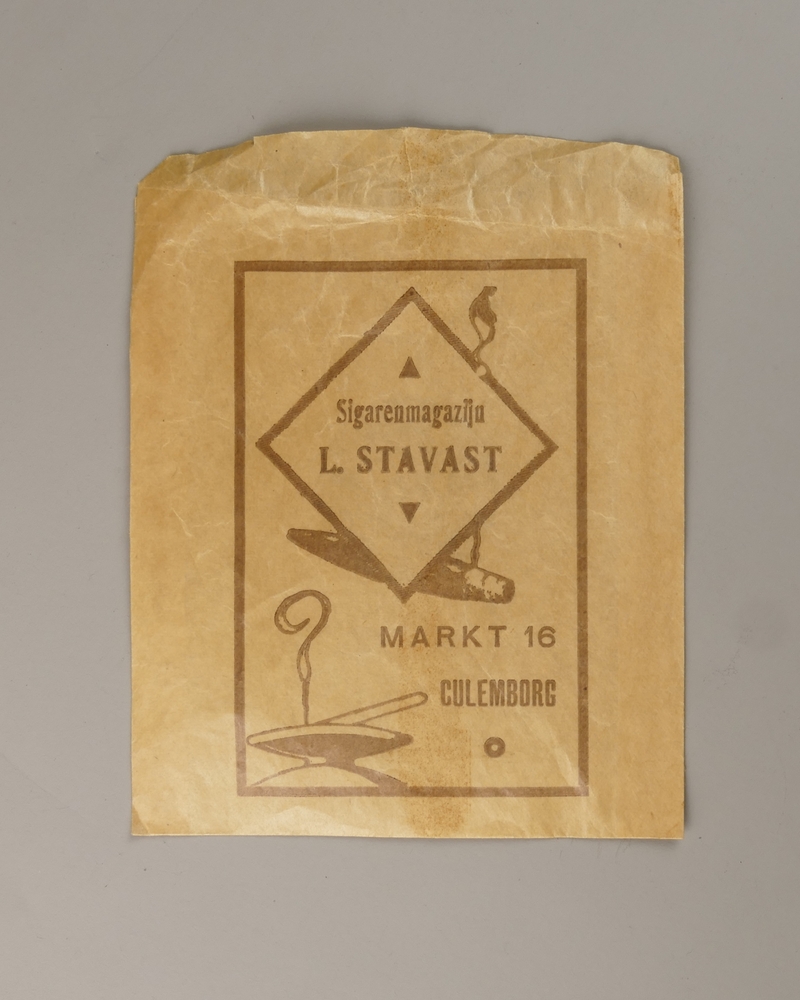 Sigarenmagazijn
L. STAVAST
MARKT 16
CULEMBORG